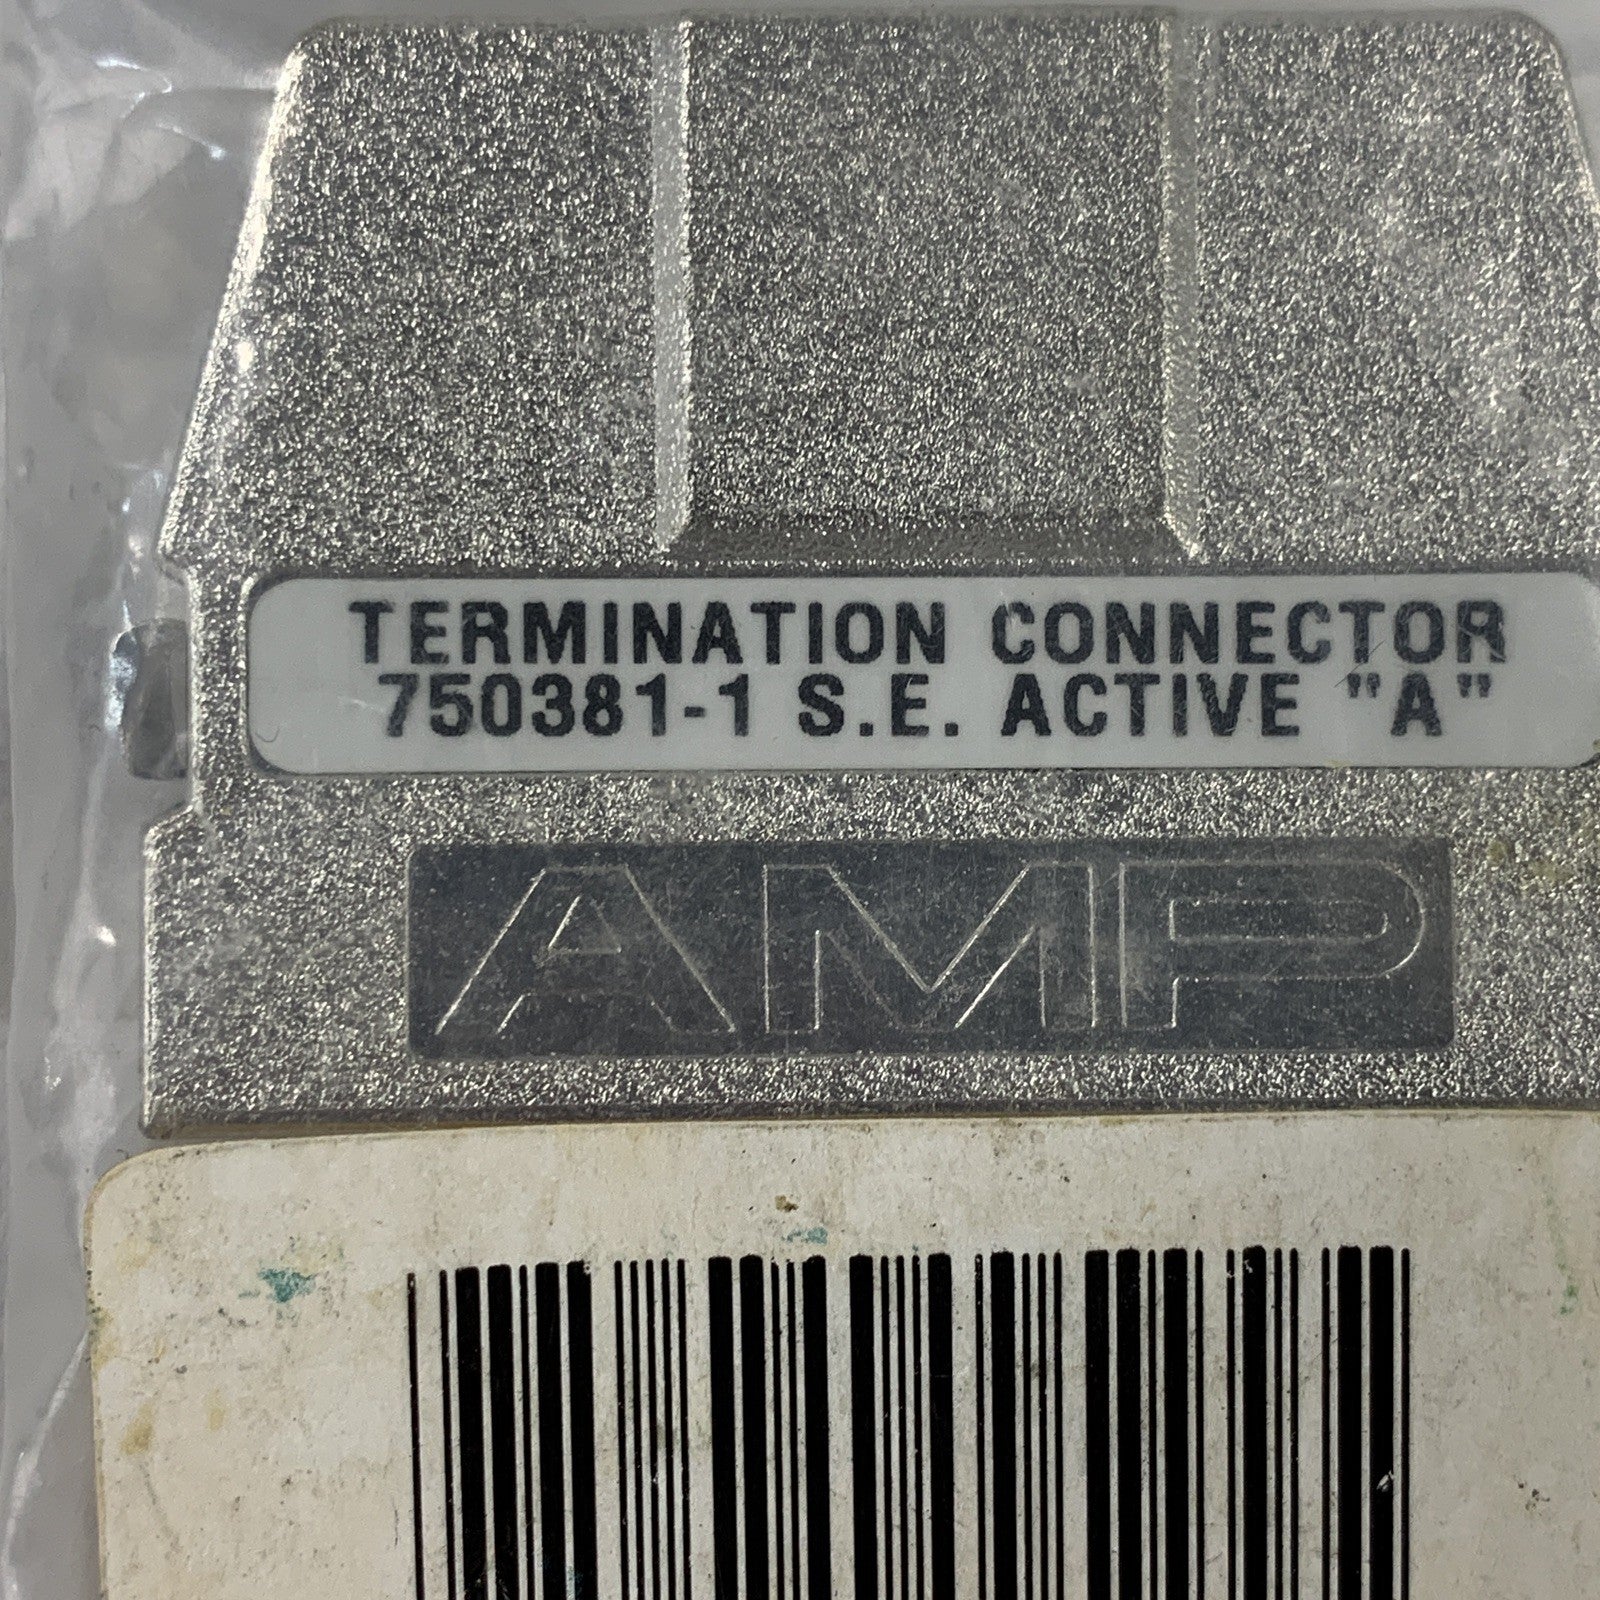 TERMINATION CONNECTOR
750381-1 S.E. ACTIVE "A"
AMP